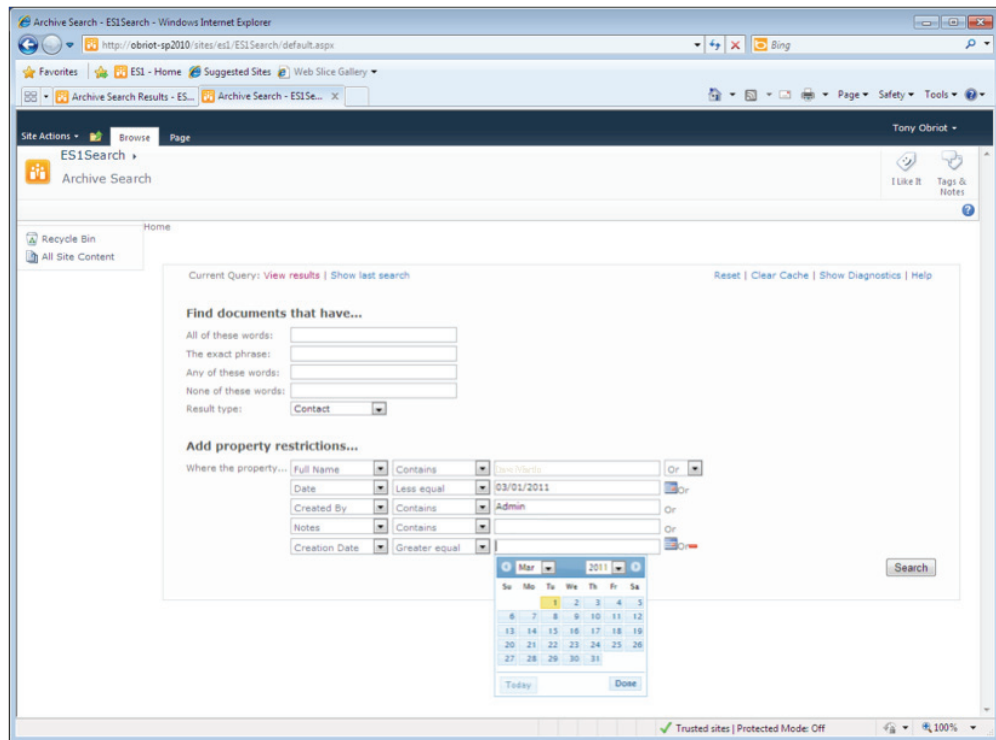 Archive Search - ES1Search - Windows Internet Explorer
http://obriot-sp2010/sites/es1/ES1Search/default.aspx
Bing
Favorites
ES1 - Home
Suggested Sites
Web Slice Gallery
Archive Search Results - ES...
Archive Search - ES1Se...
X
Page
Safety
Tools
Tony Obriot
Site Actions
Browse
Page
ES1Search
Archive Search
I Like It
Tags & Notes
Home
Recycle Bin
All Site Content
Current Query: View results | Show last search
Reset | Clear Cache | Show Diagnostics | Help
Find documents that have...
All of these words:
The exact phrase:
Any of these words:
None of these words:
Result type: Contact
Add property restrictions...
Where the property... Full Name Contains Or
Date Less equal 03/01/2011 Or
Created By Contains Admin Or
Notes Contains Or
Creation Date Greater equal Or
Search
Mar 2011
Su Mo Tu We Th Fr Sa
1 2 3 4 5
6 7 8 9 10 11 12
13 14 15 16 17 18 19
20 21 22 23 24 25 26
27 28 29 30 31
Today Done
Trusted sites | Protected Mode: Off
100%